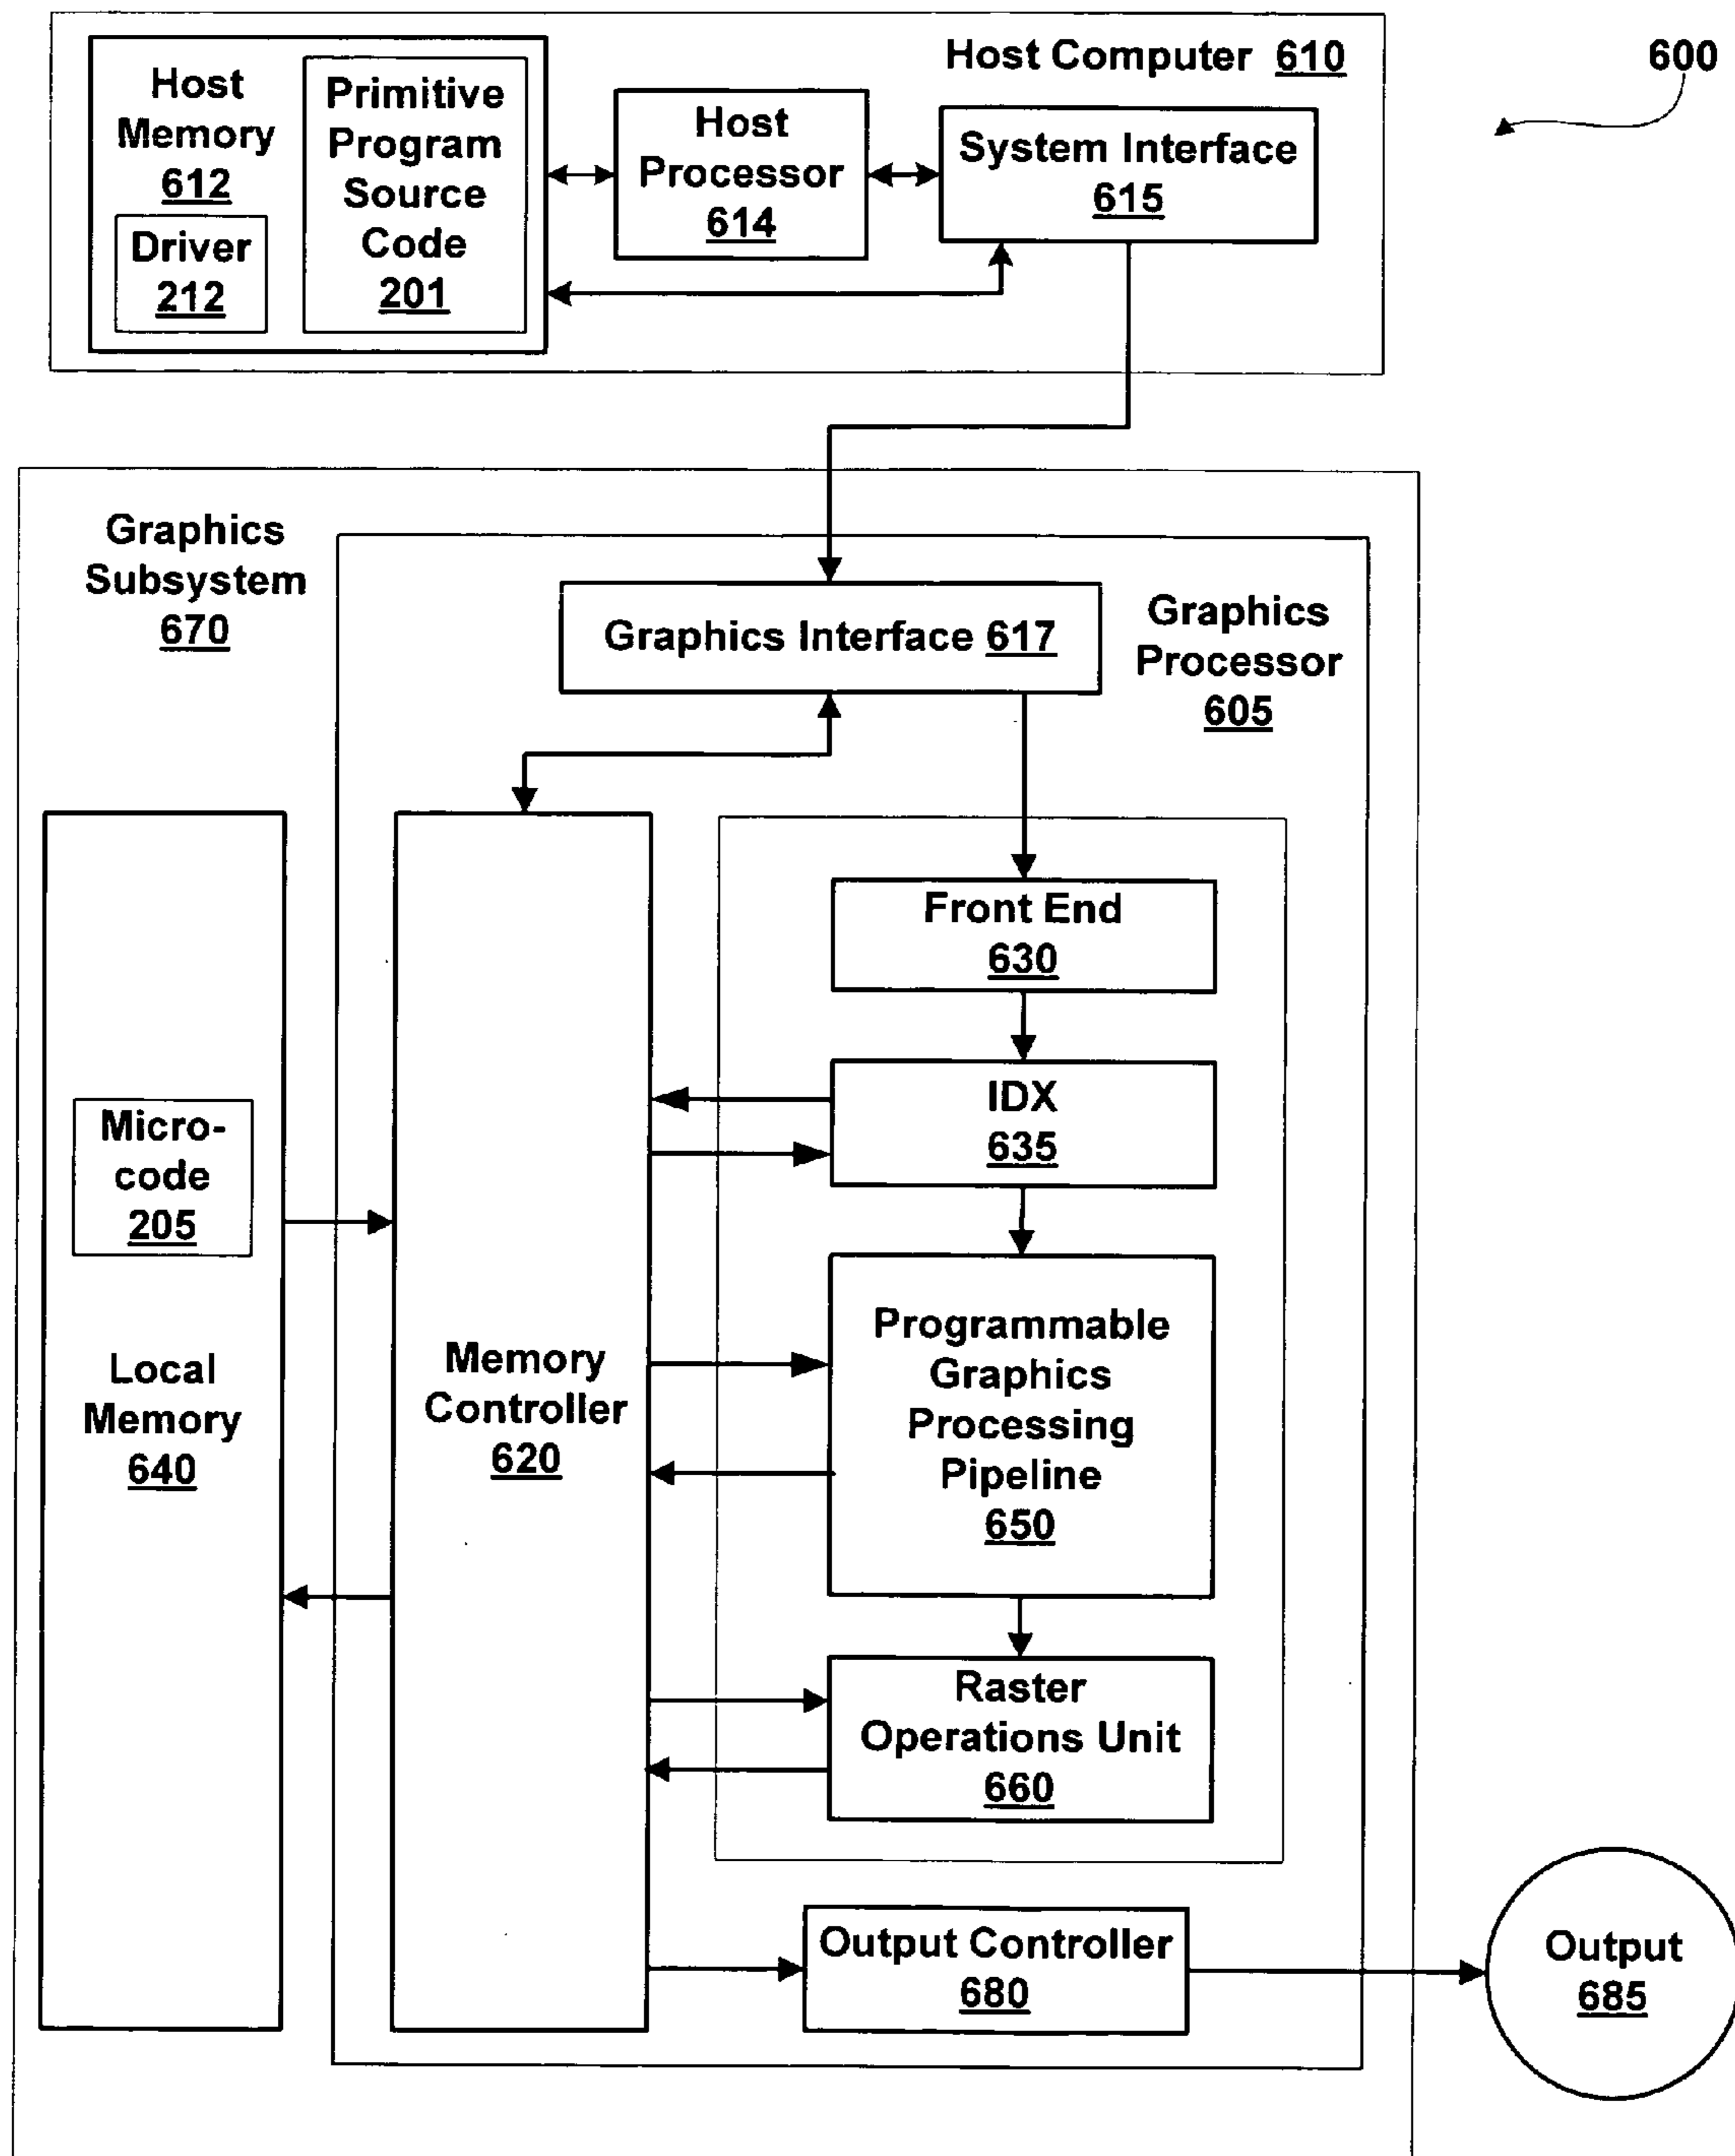 Host Computer 610
600
Host
Memory
612
Driver
212
Primitive
Program
Source
Code
201
Host
Processor
614
System Interface
615
Graphics
Subsystem
670
Graphics Interface 617
Graphics
Processor
605
Front End
630
IDX
635
Micro-
code
205
Local
Memory
640
Memory
Controller
620
Programmable
Graphics
Processing
Pipeline
650
Raster
Operations Unit
660
Output Controller
680
Output
685